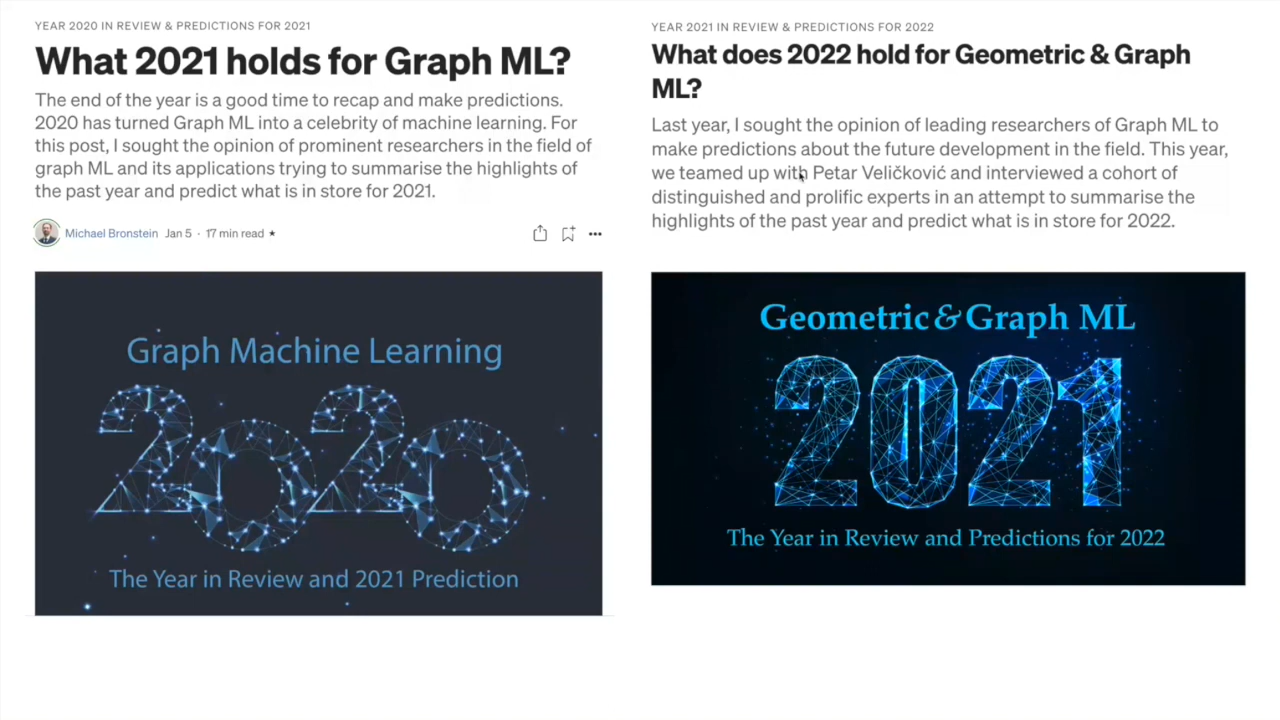 YEAR 2020 IN REVIEW & PREDICTIONS FOR 2021
What 2021 holds for Graph ML?
The end of the year is a good time to recap and make predictions.
2020 has turned Graph ML into a celebrity of machine learning. For
this post, I sought the opinion of prominent researchers in the field of
graph ML and its applications trying to summarise the highlights of
the past year and predict what is in store for 2021.
Michael Bronstein Jan 5 · 17 min read ★
Graph Machine Learning
2020
The Year in Review and 2021 Prediction
YEAR 2021 IN REVIEW & PREDICTIONS FOR 2022
What does 2022 hold for Geometric & Graph
ML?
Last year, I sought the opinion of leading researchers of Graph ML to
make predictions about the future development in the field. This year,
we teamed up with Petar Veličković and interviewed a cohort of
distinguished and prolific experts in an attempt to summarise the
highlights of the past year and predict what is in store for 2022.
Geometric & Graph ML
2021
The Year in Review and Predictions for 2022